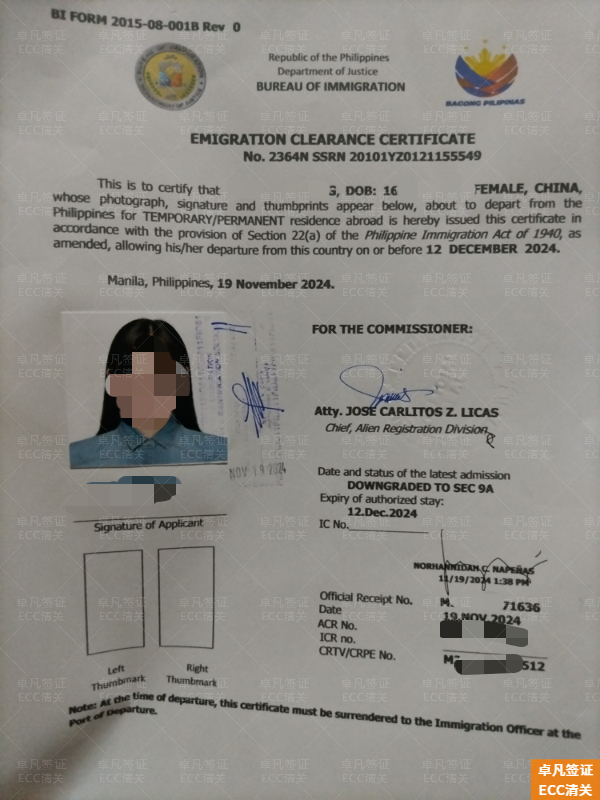 BI FORM 2015-08-001B Rev 0
Republic of the Philippines
Department of Justice
BUREAU OF IMMIGRATION
BAGONG PILIPINAS
EMIGRATION CLEARANCE CERTIFICATE
No. 2364N SSRN 20101YZ0121155549
This is to certify that G, DOB: 16 FEMALE, CHINA,
whose photograph, signature and thumbprints appear below, about to depart from the
Philippines for TEMPORARY/PERMANENT residence abroad is hereby issued this certificate in
accordance with the provision of Section 22(a) of the Philippine Immigration Act of 1940, as
amended, allowing his/her departure from this country on or before 12 DECEMBER 2024.
Manila, Philippines, 19 November 2024.
FOR THE COMMISSIONER:
Atty. JOSE CARLITOS Z. LICAS
Chief, Alien Registration Division
NOV 19 2024
Date and status of the latest admission
DOWNGRADED TO SEC 9A
Expiry of authorized stay:
12.Dec.2024
IC No.
Signature of Applicant
NORHANNIDAH C. NAPEÑAS
11/19/2024 1:38 PM
Official Receipt No. M. 71636
Date 19 NOV 2024
ACR No.
ICR no.
CRTV/CRPE No. M2 512
Left
Thumbmark
Right
Thumbmark
Note: At the time of departure, this certificate must be surrendered to the Immigration Officer at the
Port of Departure.
卓凡签证
ECC清关